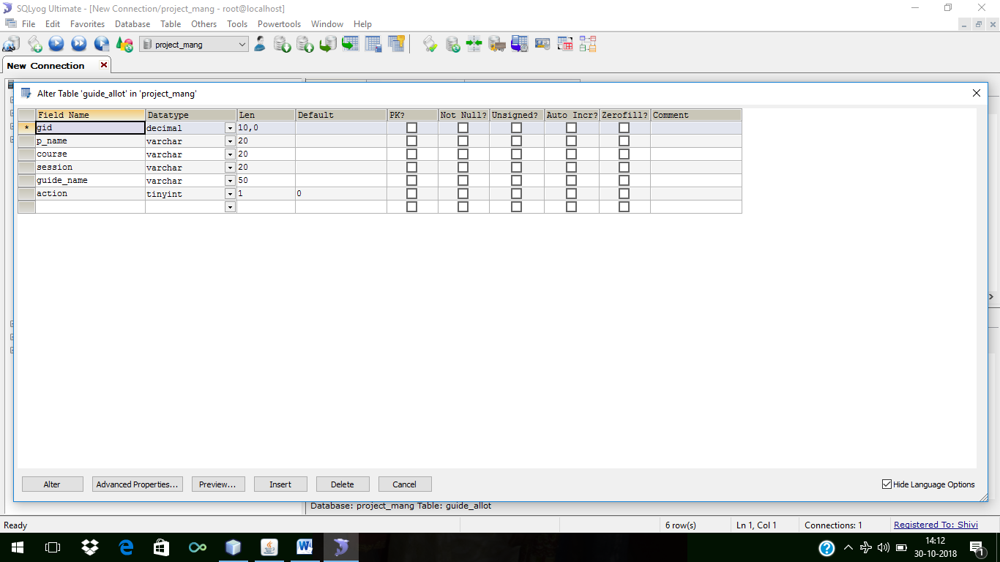 SQLyog Ultimate - [New Connection/project_mang - root@localhost]
File Edit Favorites Database Table Others Tools Powertools Window Help
project_mang
New Connection
Alter Table 'guide_allot' in 'project_mang'
Field Name Datatype Len Default PK? Not Null? Unsigned? Auto Incr? Zerofill? Comment
* gid decimal 10,0
p_name varchar 20
course varchar 20
session varchar 20
guide_name varchar 50
action tinyint 1 0
Alter Advanced Properties... Preview... Insert Delete Cancel Hide Language Options
Database: project_mang Table: guide_allot
Ready 6 row(s) Ln 1, Col 1 Connections: 1 Registered To: Shivi
14:12
30-10-2018
1